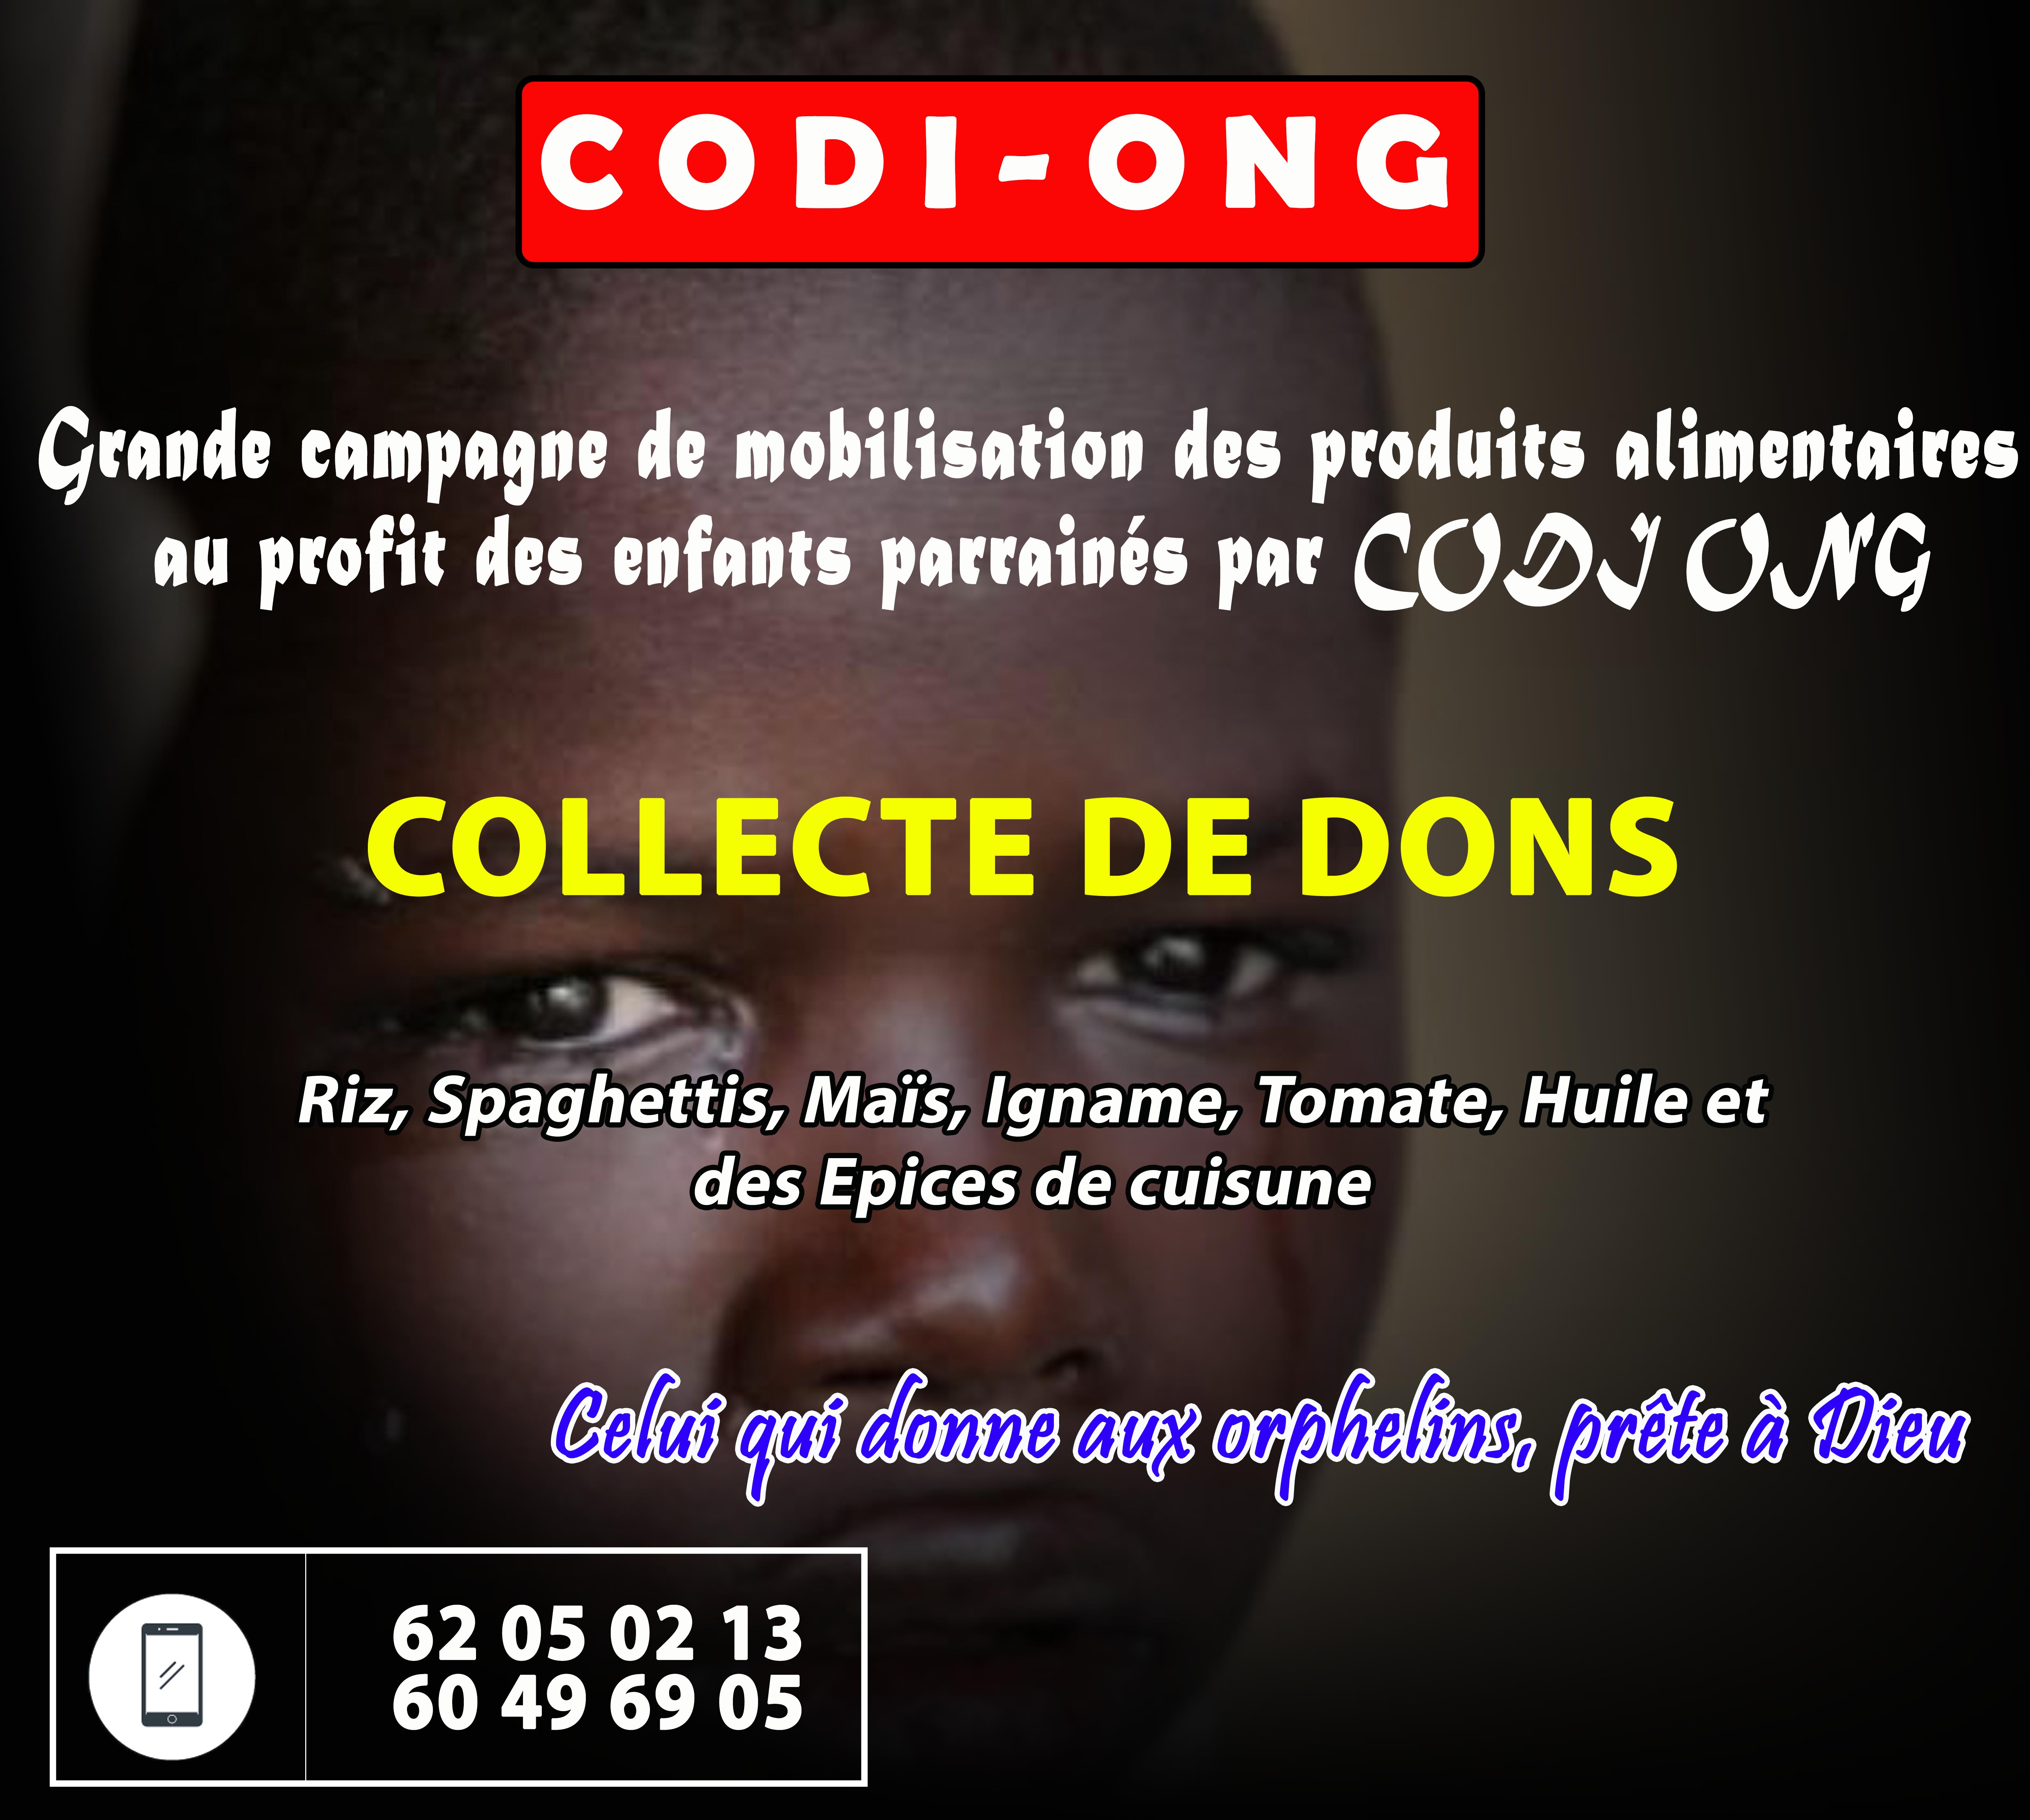 CODI-ONG
Grande campagne de mobilisation des produits alimentaires
au profit des enfants parrainés par CODI ONG
COLLECTE DE DONS
Riz, Spaghettis, Maïs, Igname, Tomate, Huile et
des Epices de cuisune
Celui qui donne aux orphelins, prête à Dieu
62 05 02 13
60 49 69 05